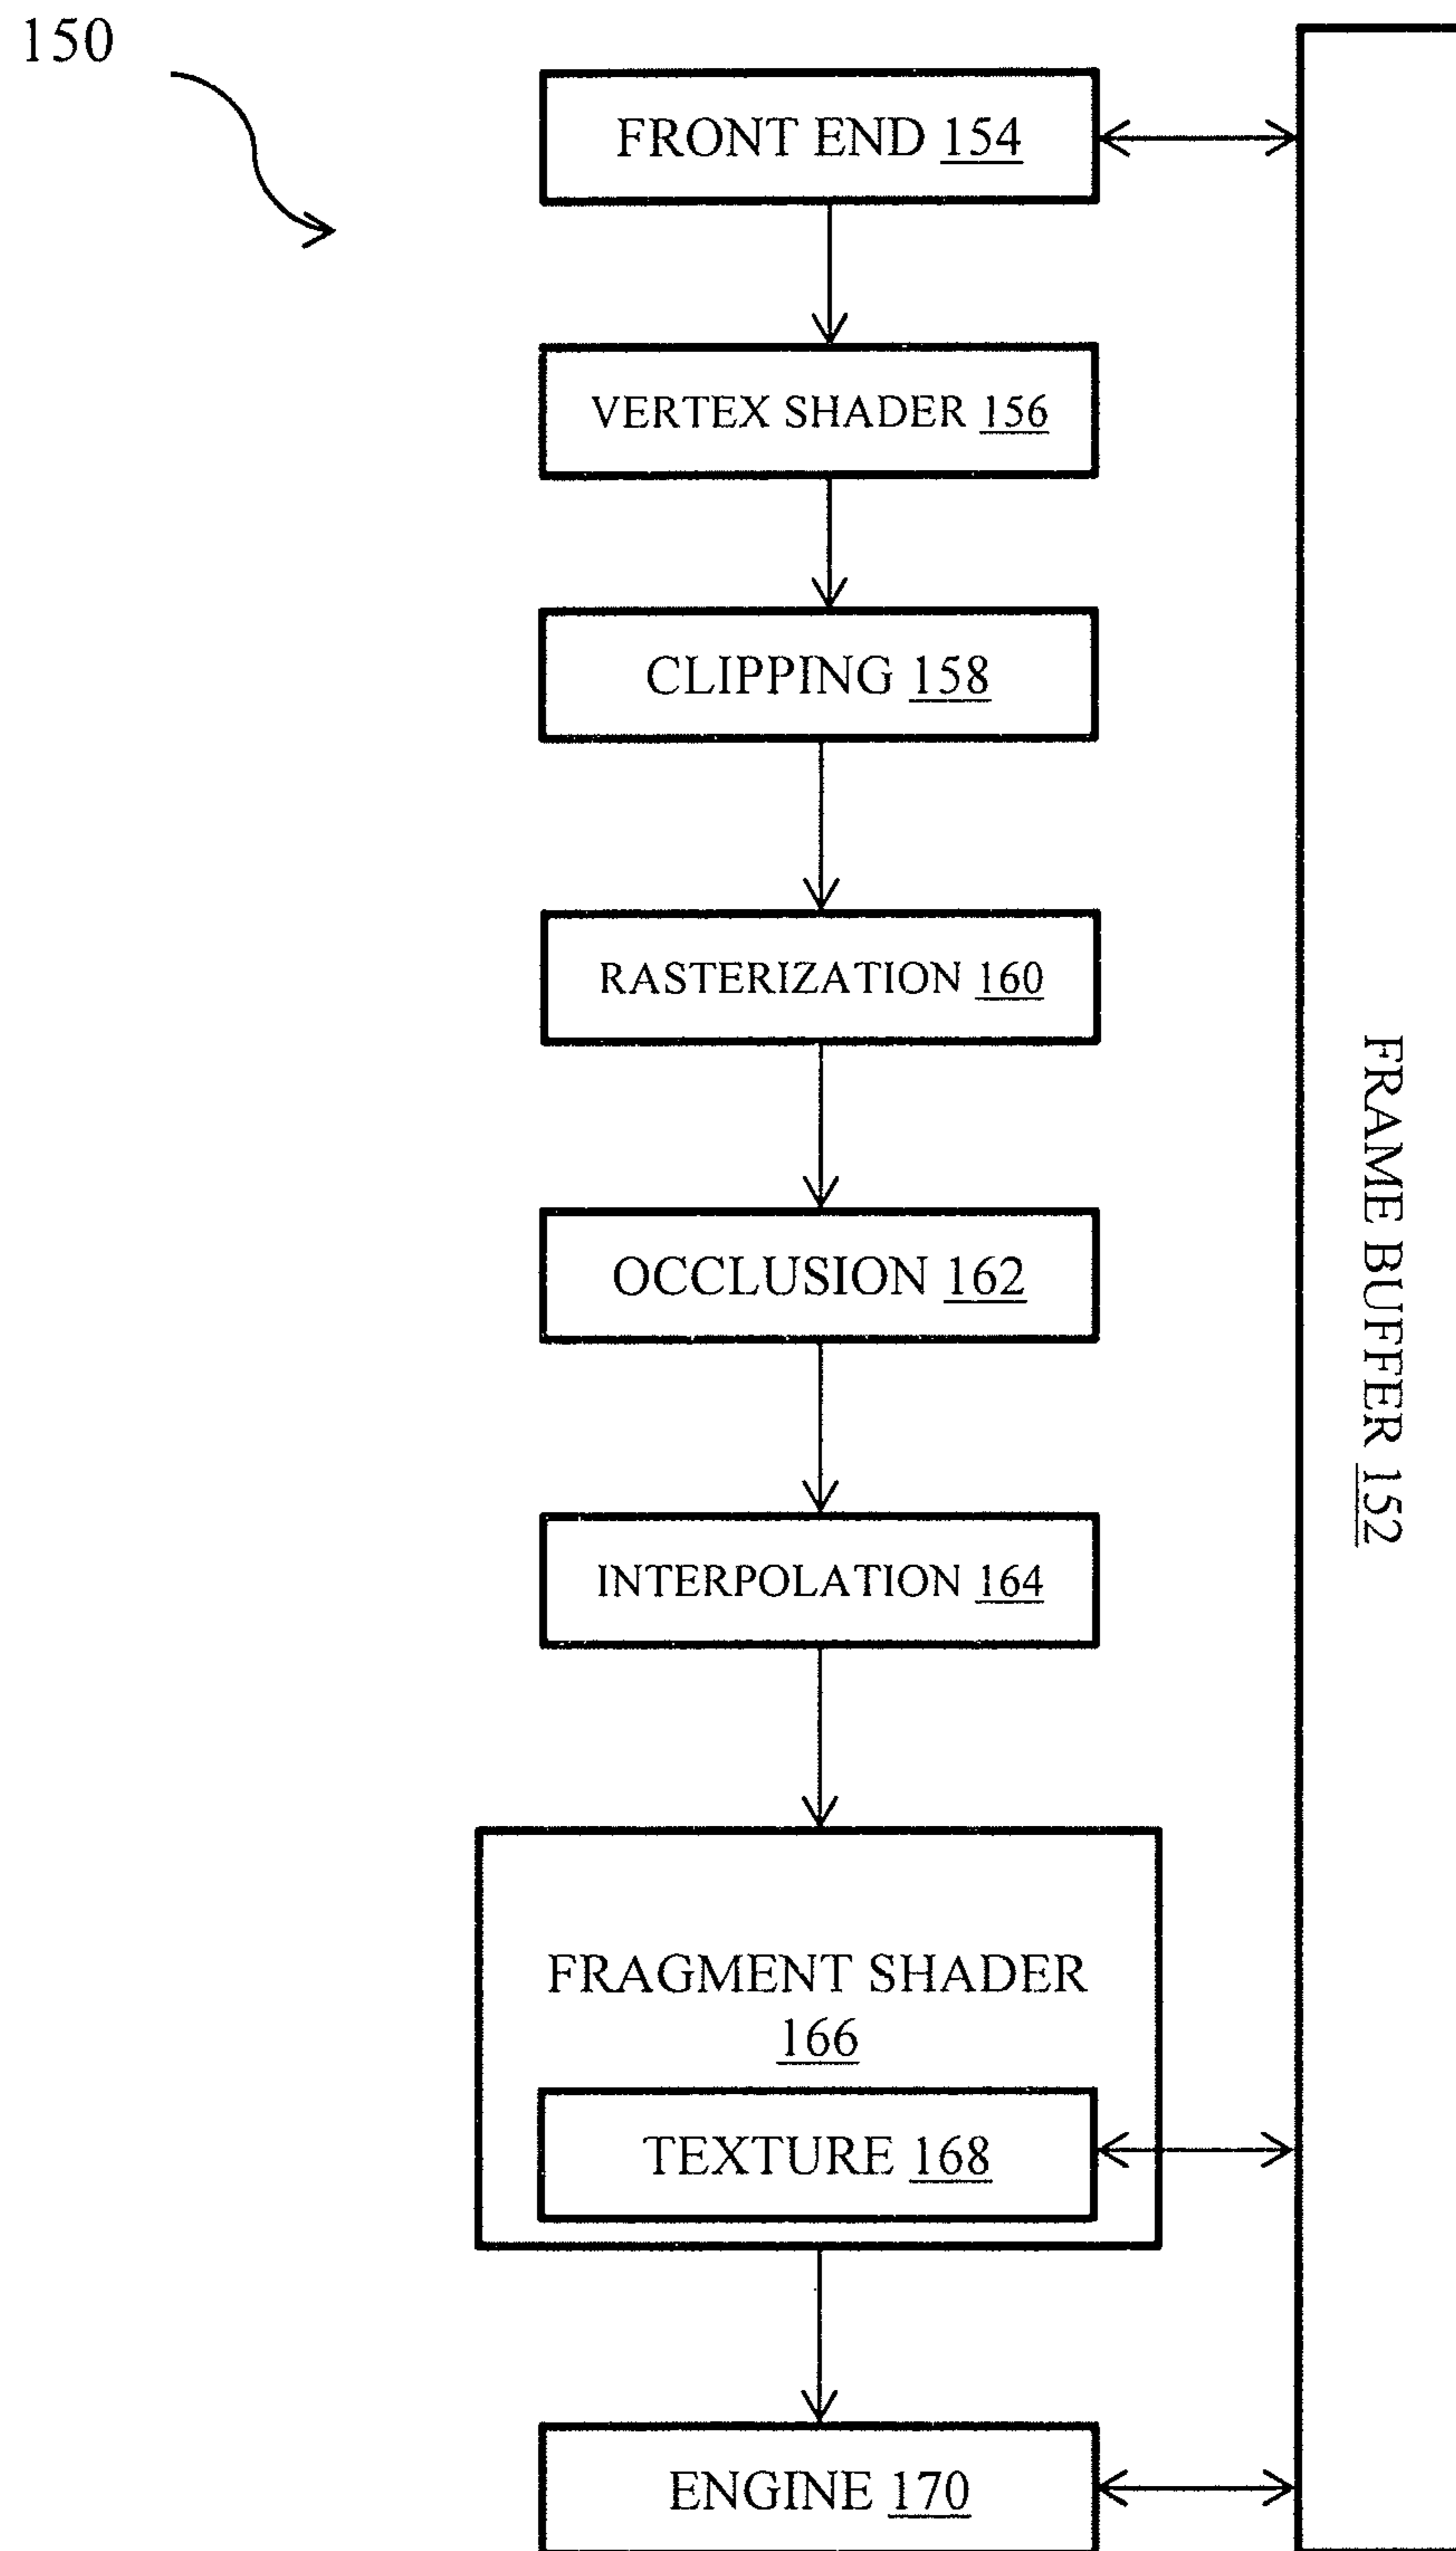 150
FRONT END 154
VERTEX SHADER 156
CLIPPING 158
RASTERIZATION 160
OCCLUSION 162
INTERPOLATION 164
FRAGMENT SHADER
166
TEXTURE 168
ENGINE 170
FRAME BUFFER 152